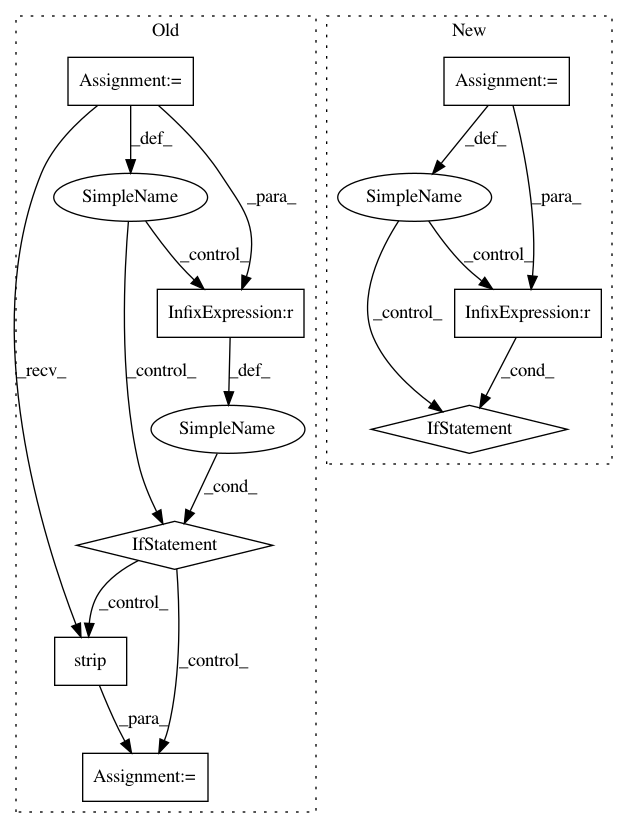 Old
New
Assignment:=
Assignment:=
_def_
_def_
SimpleName
_para_
SimpleName
_para_
_control_
_control_
InfixExpression:r
InfixExpression:r
_recv_
_control_
_def_
_control_
_cond_
SimpleName
IfStatement
_cond_
IfStatement
_control_
strip
_control_
_para_
Assignment:=